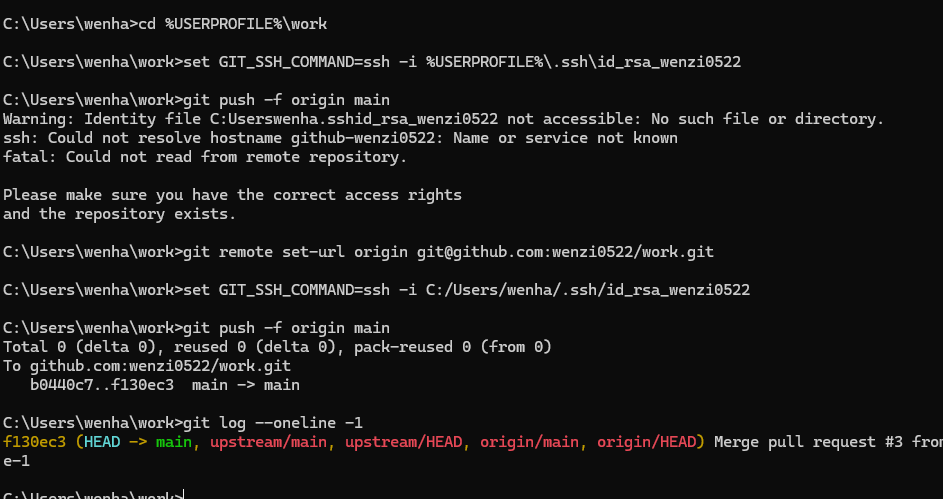 C:\Users\wenha>cd %USERPROFILE%\work
C:\Users\wenha\work>set GIT_SSH_COMMAND=ssh -i %USERPROFILE%\.ssh\id_rsa_wenzi0522
C:\Users\wenha\work>git push -f origin main
Warning: Identity file C:Userswenha.sshid_rsa_wenzi0522 not accessible: No such file or directory.
ssh: Could not resolve hostname github-wenzi0522: Name or service not known
fatal: Could not read from remote repository.
Please make sure you have the correct access rights
and the repository exists.
C:\Users\wenha\work>git remote set-url origin git@github.com:wenzi0522/work.git
C:\Users\wenha\work>set GIT_SSH_COMMAND=ssh -i C:/Users/wenha/.ssh/id_rsa_wenzi0522
C:\Users\wenha\work>git push -f origin main
Total 0 (delta 0), reused 0 (delta 0), pack-reused 0 (from 0)
To github.com:wenzi0522/work.git
   b0440c7..f130ec3  main -> main
C:\Users\wenha\work>git log --oneline -1
f130ec3 (HEAD -> main, upstream/main, upstream/HEAD, origin/main, origin/HEAD) Merge pull request #3 from
e-1
C:\Users\wenha\work>